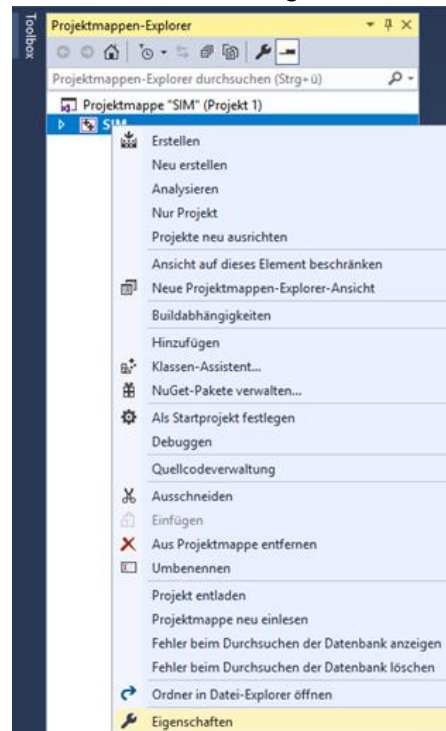 Toolbox
Projektmappen-Explorer
Projektmappen-Explorer durchsuchen (Strg+ü)
Projektmappe "SIM" (Projekt 1)
SIM
Erstellen
Neu erstellen
Analysieren
Nur Projekt
Projekte neu ausrichten
Ansicht auf dieses Element beschränken
Neue Projektmappen-Explorer-Ansicht
Buildabhängigkeiten
Hinzufügen
Klassen-Assistent...
NuGet-Pakete verwalten...
Als Startprojekt festlegen
Debuggen
Quellcodeverwaltung
Ausschneiden
Einfügen
Aus Projektmappe entfernen
Umbenennen
Projekt entladen
Projektmappe neu einlesen
Fehler beim Durchsuchen der Datenbank anzeigen
Fehler beim Durchsuchen der Datenbank löschen
Ordner in Datei-Explorer öffnen
Eigenschaften